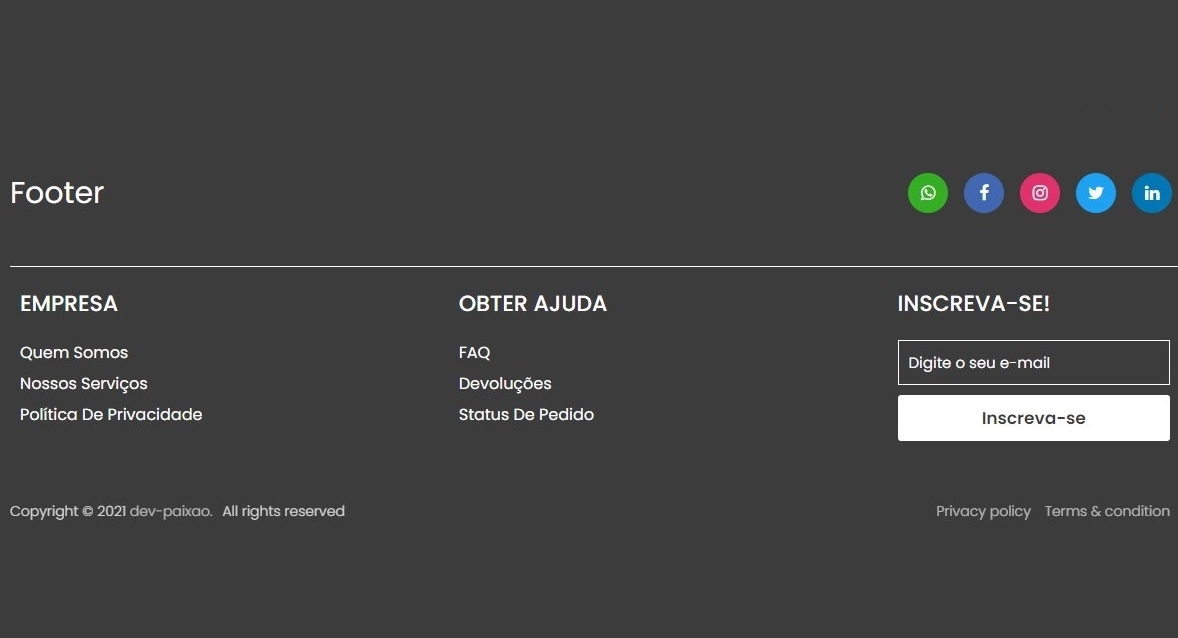 Footer
EMPRESA
Quem Somos
Nossos Serviços
Política De Privacidade
OBTER AJUDA
FAQ
Devoluções
Status De Pedido
INSCREVA-SE!
Digite o seu e-mail
Inscreva-se
Copyright © 2021 dev-paixao. All rights reserved
Privacy policy Terms & condition